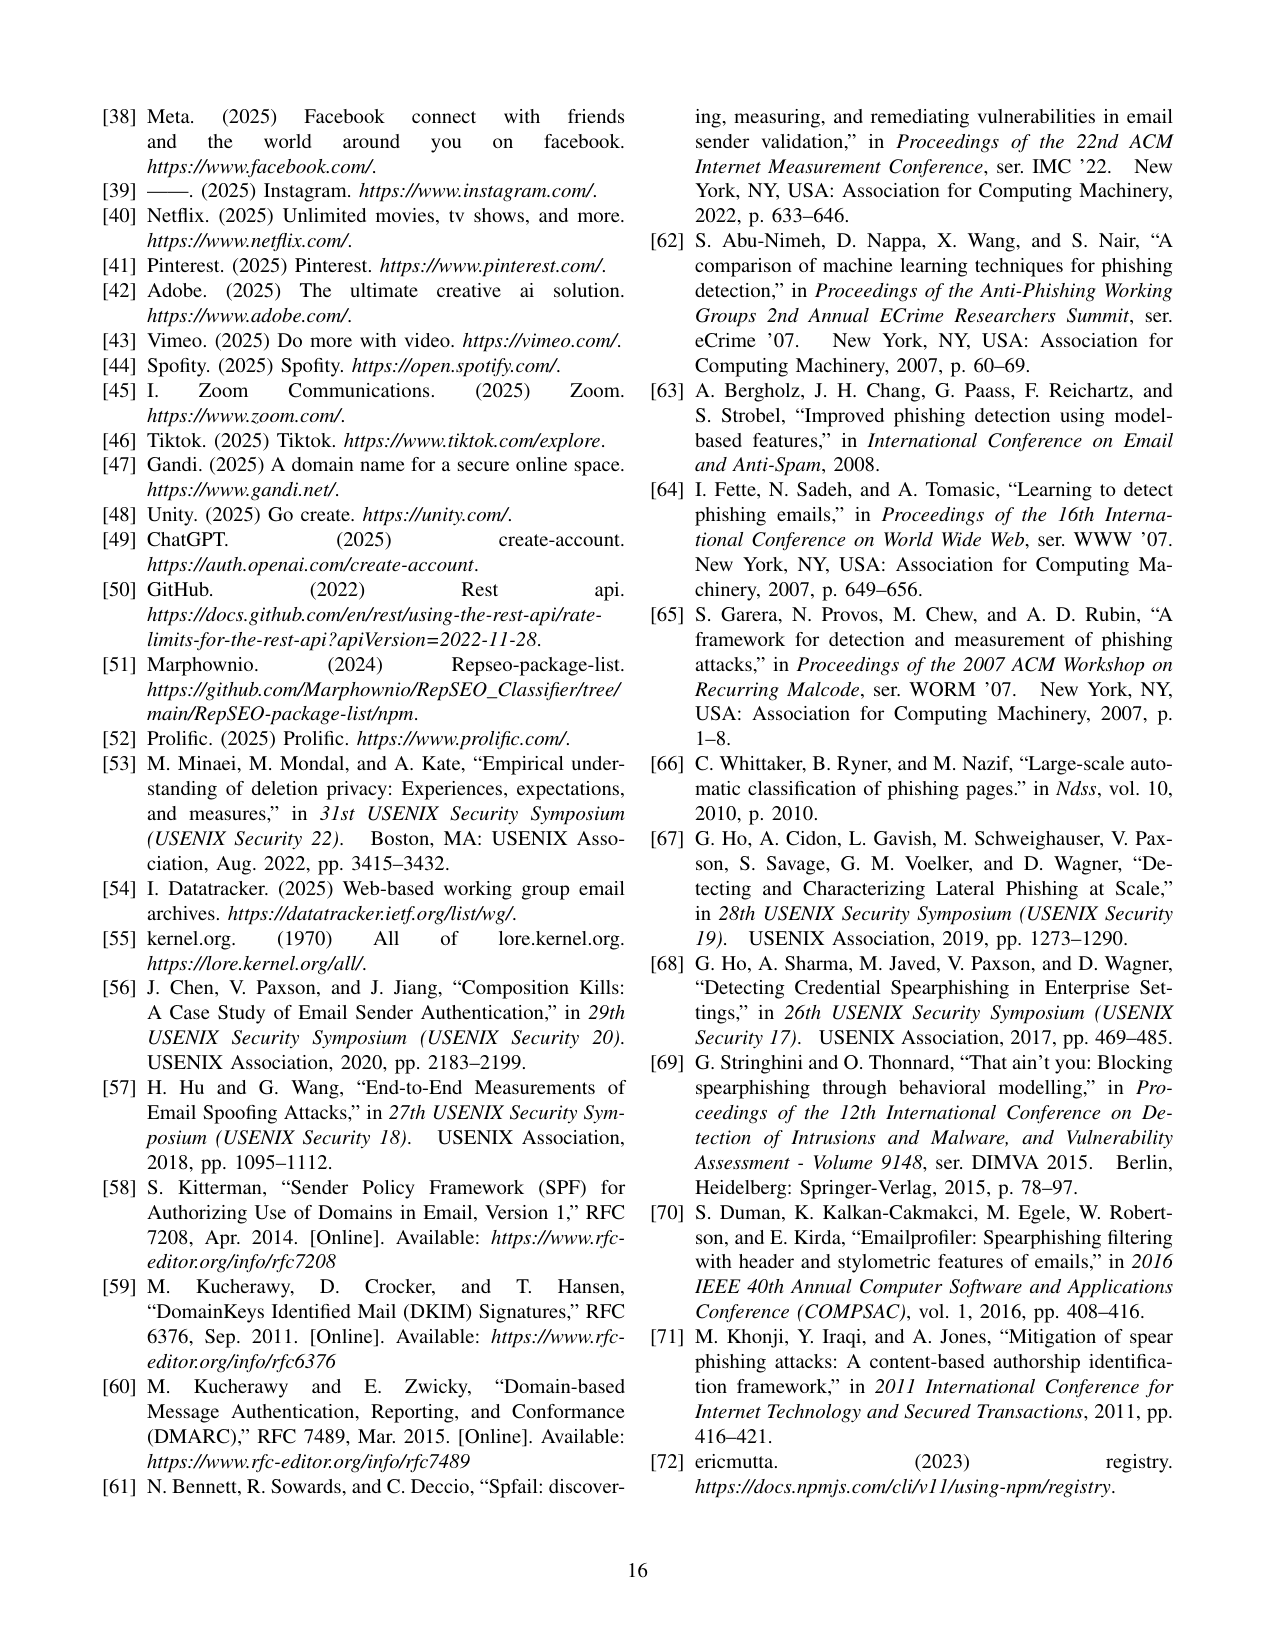 [38] Meta. (2025) Facebook connect with friends
and the world around you on facebook.
https://www.facebook.com/.
[39] ——. (2025) Instagram. https://www.instagram.com/.
[40] Netflix. (2025) Unlimited movies, tv shows, and more.
https://www.netflix.com/.
[41] Pinterest. (2025) Pinterest. https://www.pinterest.com/.
[42] Adobe. (2025) The ultimate creative ai solution.
https://www.adobe.com/.
[43] Vimeo. (2025) Do more with video. https://vimeo.com/.
[44] Spofity. (2025) Spofity. https://open.spotify.com/.
[45] I. Zoom Communications. (2025) Zoom.
https://www.zoom.com/.
[46] Tiktok. (2025) Tiktok. https://www.tiktok.com/explore.
[47] Gandi. (2025) A domain name for a secure online space.
https://www.gandi.net/.
[48] Unity. (2025) Go create. https://unity.com/.
[49] ChatGPT. (2025) create-account.
https://auth.openai.com/create-account.
[50] GitHub. (2022) Rest api.
https://docs.github.com/en/rest/using-the-rest-api/rate-
limits-for-the-rest-api?apiVersion=2022-11-28.
[51] Marphownio. (2024) Repseo-package-list.
https://github.com/Marphownio/RepSEO_Classifier/tree/
main/RepSEO-package-list/npm.
[52] Prolific. (2025) Prolific. https://www.prolific.com/.
[53] M. Minaei, M. Mondal, and A. Kate, “Empirical under-
standing of deletion privacy: Experiences, expectations,
and measures,” in 31st USENIX Security Symposium
(USENIX Security 22). Boston, MA: USENIX Asso-
ciation, Aug. 2022, pp. 3415–3432.
[54] I. Datatracker. (2025) Web-based working group email
archives. https://datatracker.ietf.org/list/wg/.
[55] kernel.org. (1970) All of lore.kernel.org.
https://lore.kernel.org/all/.
[56] J. Chen, V. Paxson, and J. Jiang, “Composition Kills:
A Case Study of Email Sender Authentication,” in 29th
USENIX Security Symposium (USENIX Security 20).
USENIX Association, 2020, pp. 2183–2199.
[57] H. Hu and G. Wang, “End-to-End Measurements of
Email Spoofing Attacks,” in 27th USENIX Security Sym-
posium (USENIX Security 18). USENIX Association,
2018, pp. 1095–1112.
[58] S. Kitterman, “Sender Policy Framework (SPF) for
Authorizing Use of Domains in Email, Version 1,” RFC
7208, Apr. 2014. [Online]. Available: https://www.rfc-
editor.org/info/rfc7208
[59] M. Kucherawy, D. Crocker, and T. Hansen,
“DomainKeys Identified Mail (DKIM) Signatures,” RFC
6376, Sep. 2011. [Online]. Available: https://www.rfc-
editor.org/info/rfc6376
[60] M. Kucherawy and E. Zwicky, “Domain-based
Message Authentication, Reporting, and Conformance
(DMARC),” RFC 7489, Mar. 2015. [Online]. Available:
https://www.rfc-editor.org/info/rfc7489
[61] N. Bennett, R. Sowards, and C. Deccio, “Spfail: discover-
ing, measuring, and remediating vulnerabilities in email
sender validation,” in Proceedings of the 22nd ACM
Internet Measurement Conference, ser. IMC ’22. New
York, NY, USA: Association for Computing Machinery,
2022, p. 633–646.
[62] S. Abu-Nimeh, D. Nappa, X. Wang, and S. Nair, “A
comparison of machine learning techniques for phishing
detection,” in Proceedings of the Anti-Phishing Working
Groups 2nd Annual ECrime Researchers Summit, ser.
eCrime ’07. New York, NY, USA: Association for
Computing Machinery, 2007, p. 60–69.
[63] A. Bergholz, J. H. Chang, G. Paass, F. Reichartz, and
S. Strobel, “Improved phishing detection using model-
based features,” in International Conference on Email
and Anti-Spam, 2008.
[64] I. Fette, N. Sadeh, and A. Tomasic, “Learning to detect
phishing emails,” in Proceedings of the 16th Interna-
tional Conference on World Wide Web, ser. WWW ’07.
New York, NY, USA: Association for Computing Ma-
chinery, 2007, p. 649–656.
[65] S. Garera, N. Provos, M. Chew, and A. D. Rubin, “A
framework for detection and measurement of phishing
attacks,” in Proceedings of the 2007 ACM Workshop on
Recurring Malcode, ser. WORM ’07. New York, NY,
USA: Association for Computing Machinery, 2007, p.
1–8.
[66] C. Whittaker, B. Ryner, and M. Nazif, “Large-scale auto-
matic classification of phishing pages.” in Ndss, vol. 10,
2010, p. 2010.
[67] G. Ho, A. Cidon, L. Gavish, M. Schweighauser, V. Pax-
son, S. Savage, G. M. Voelker, and D. Wagner, “De-
tecting and Characterizing Lateral Phishing at Scale,”
in 28th USENIX Security Symposium (USENIX Security
19). USENIX Association, 2019, pp. 1273–1290.
[68] G. Ho, A. Sharma, M. Javed, V. Paxson, and D. Wagner,
“Detecting Credential Spearphishing in Enterprise Set-
tings,” in 26th USENIX Security Symposium (USENIX
Security 17). USENIX Association, 2017, pp. 469–485.
[69] G. Stringhini and O. Thonnard, “That ain’t you: Blocking
spearphishing through behavioral modelling,” in Pro-
ceedings of the 12th International Conference on De-
tection of Intrusions and Malware, and Vulnerability
Assessment - Volume 9148, ser. DIMVA 2015. Berlin,
Heidelberg: Springer-Verlag, 2015, p. 78–97.
[70] S. Duman, K. Kalkan-Cakmakci, M. Egele, W. Robert-
son, and E. Kirda, “Emailprofiler: Spearphishing filtering
with header and stylometric features of emails,” in 2016
IEEE 40th Annual Computer Software and Applications
Conference (COMPSAC), vol. 1, 2016, pp. 408–416.
[71] M. Khonji, Y. Iraqi, and A. Jones, “Mitigation of spear
phishing attacks: A content-based authorship identifica-
tion framework,” in 2011 International Conference for
Internet Technology and Secured Transactions, 2011, pp.
416–421.
[72] ericmutta. (2023) registry.
https://docs.npmjs.com/cli/v11/using-npm/registry.
16